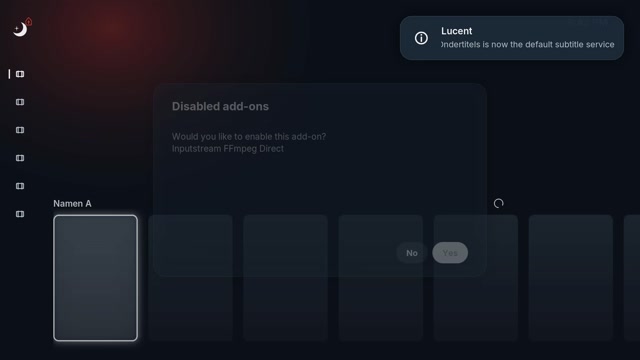 Lucent
Ondertitels is now the default subtitle service
Disabled add-ons
Would you like to enable this add-on?
Inputstream FFmpeg Direct
Namen A
No
Yes